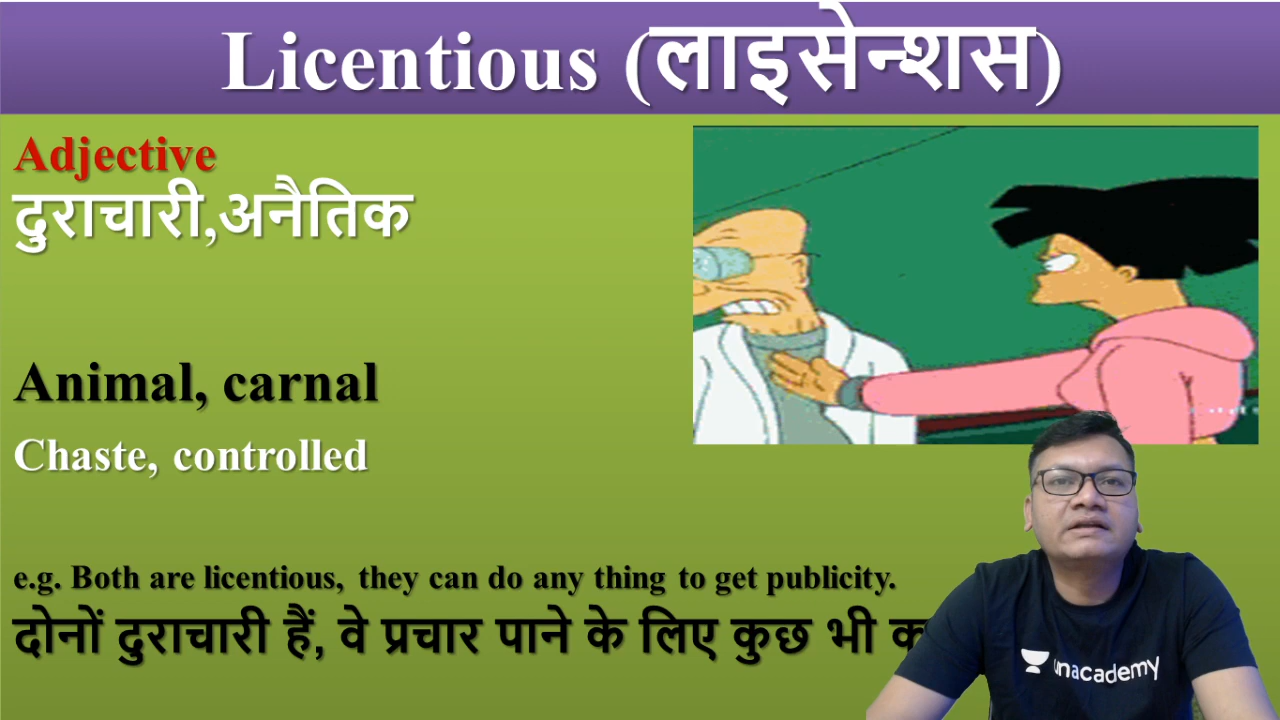 Licentious (लाइसेन्शस)
Adjective
दुराचारी,अनैतिक
Animal, carnal
Chaste, controlled
e.g. Both are licentious, they can do any thing to get publicity.
दोनों दुराचारी हैं, वे प्रचार पाने के लिए कुछ भी
unacademy